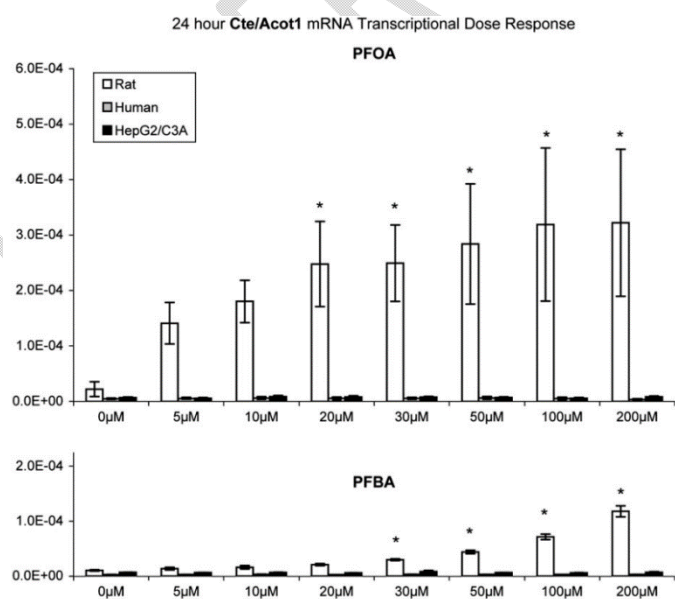 24 hour Cte/Acot1 mRNA Transcriptional Dose Response
PFOA
6.0E-04
5.0E-04
4.0E-04
3.0E-04
2.0E-04
1.0E-04
0.0E+00
Rat
Human
HepG2/C3A
* * * * *
0µM 5µM 10µM 20µM 30µM 50µM 100µM 200µM
PFBA
2.0E-04
1.0E-04
0.0E+00
* * * *
0µM 5µM 10µM 20µM 30µM 50µM 100µM 200µM